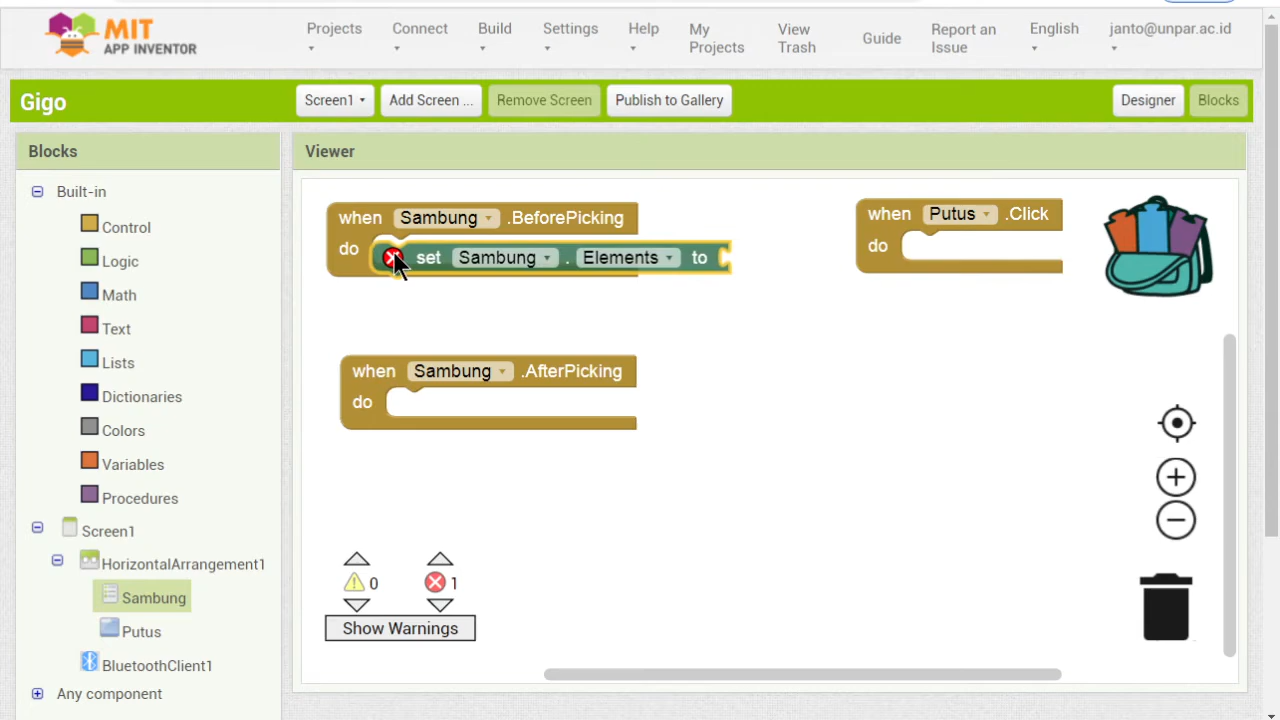 MIT
APP INVENTOR
Projects
Connect
Build
Settings
Help
My Projects
View Trash
Guide
Report an Issue
English
janto@unpar.ac.id
Gigo
Screen1
Add Screen ...
Remove Screen
Publish to Gallery
Designer
Blocks
Blocks
Viewer
Built-in
Control
Logic
Math
Text
Lists
Dictionaries
Colors
Variables
Procedures
Screen1
HorizontalArrangement1
Sambung
Putus
BluetoothClient1
Any component
when Sambung .BeforePicking
do
set Sambung . Elements to
when Putus .Click
do
when Sambung .AfterPicking
do
0
1
Show Warnings